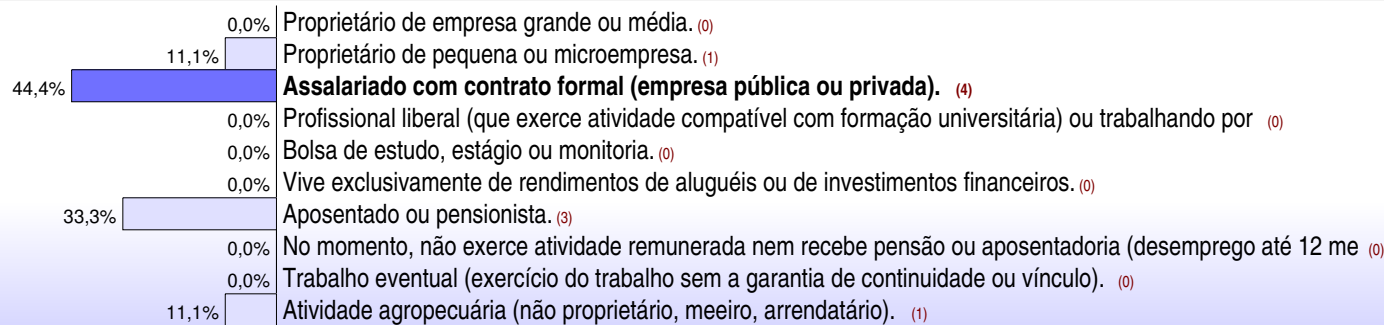 0,0% Proprietário de empresa grande ou média. (0)
11,1% Proprietário de pequena ou microempresa. (1)
44,4% Assalariado com contrato formal (empresa pública ou privada). (4)
0,0% Profissional liberal (que exerce atividade compatível com formação universitária) ou trabalhando por (0)
0,0% Bolsa de estudo, estágio ou monitoria. (0)
0,0% Vive exclusivamente de rendimentos de aluguéis ou de investimentos financeiros. (0)
33,3% Aposentado ou pensionista. (3)
0,0% No momento, não exerce atividade remunerada nem recebe pensão ou aposentadoria (desemprego até 12 me (0)
0,0% Trabalho eventual (exercício do trabalho sem a garantia de continuidade ou vínculo). (0)
11,1% Atividade agropecuária (não proprietário, meeiro, arrendatário). (1)